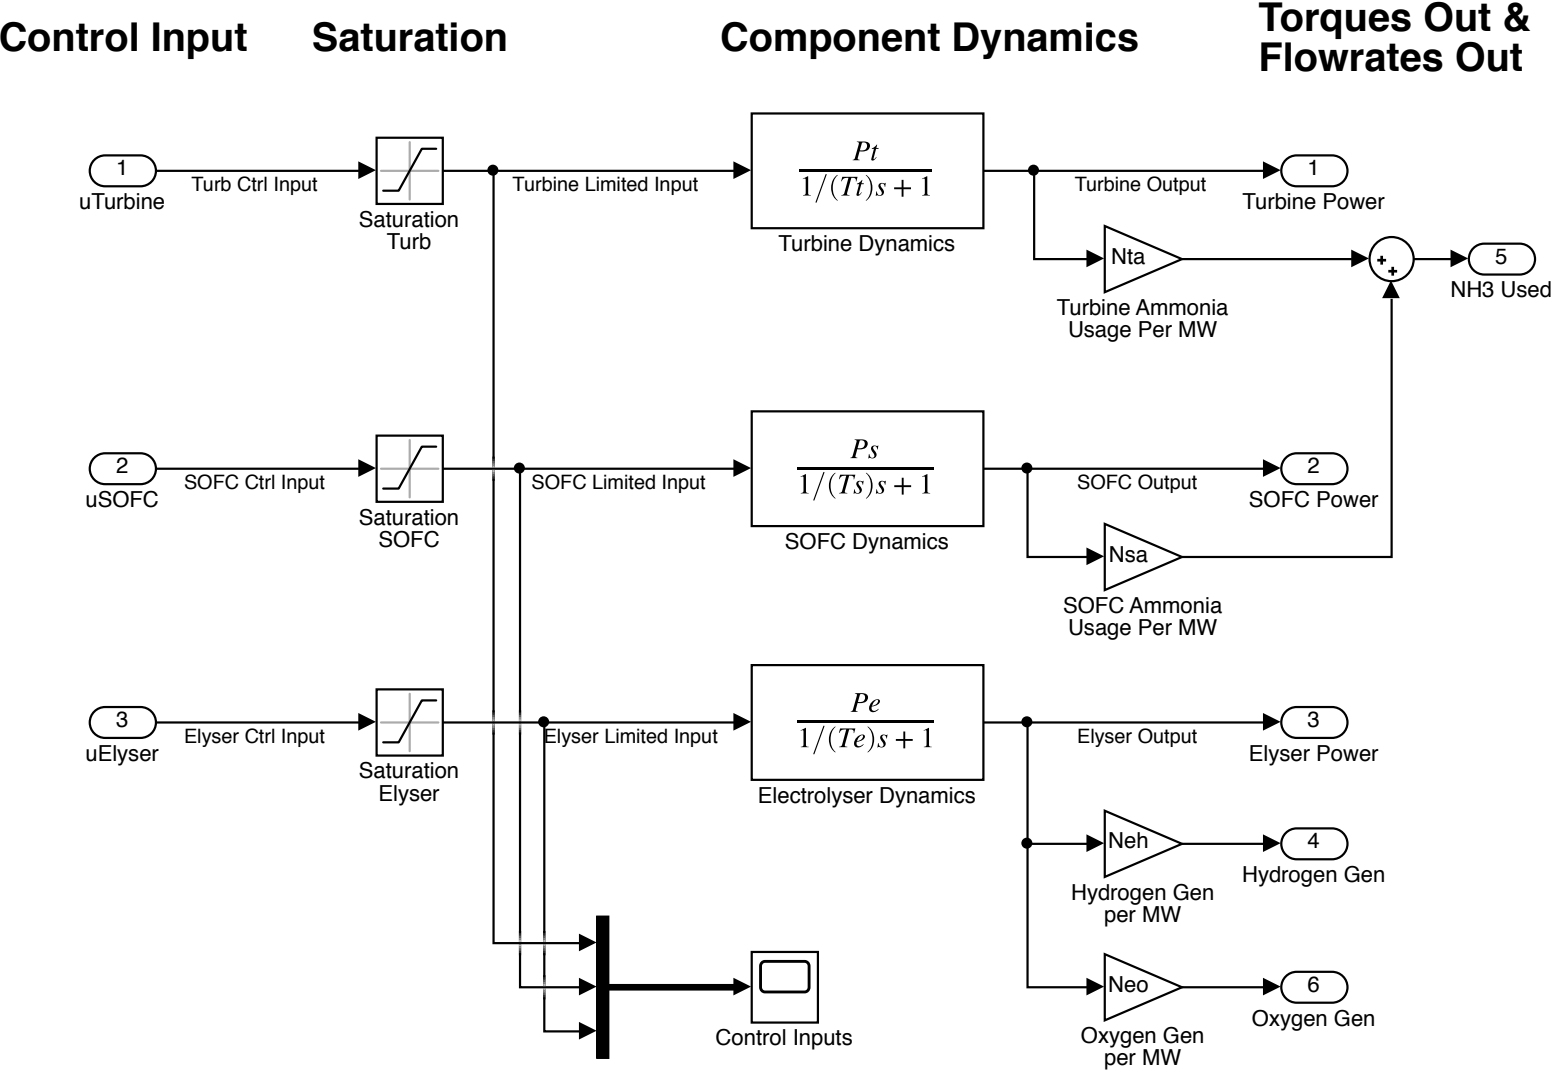 Control Input
Saturation
Component Dynamics
Torques Out &
Flowrates Out
1
uTurbine
Turb Ctrl Input
Saturation
Turb
Turbine Limited Input
Pt
1/(Tt)s + 1
Turbine Dynamics
Turbine Output
1
Turbine Power
Nta
Turbine Ammonia
Usage Per MW
+
+
5
NH3 Used
2
uSOFC
SOFC Ctrl Input
Saturation
SOFC
SOFC Limited Input
Ps
1/(Ts)s + 1
SOFC Dynamics
SOFC Output
2
SOFC Power
Nsa
SOFC Ammonia
Usage Per MW
3
uElyser
Elyser Ctrl Input
Saturation
Elyser
Elyser Limited Input
Pe
1/(Te)s + 1
Electrolyser Dynamics
Elyser Output
3
Elyser Power
Neh
Hydrogen Gen
per MW
4
Hydrogen Gen
Control Inputs
Neo
Oxygen Gen
per MW
6
Oxygen Gen